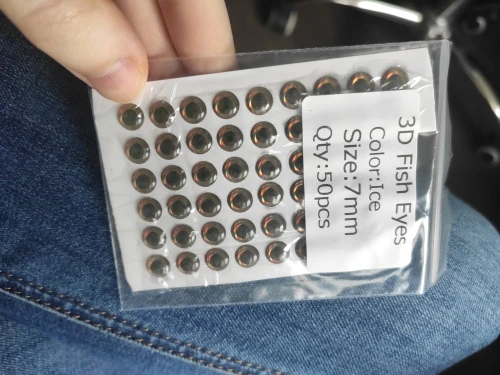 3D Fish Eyes
Color:Ice
Size:7mm
Qty:50pcs